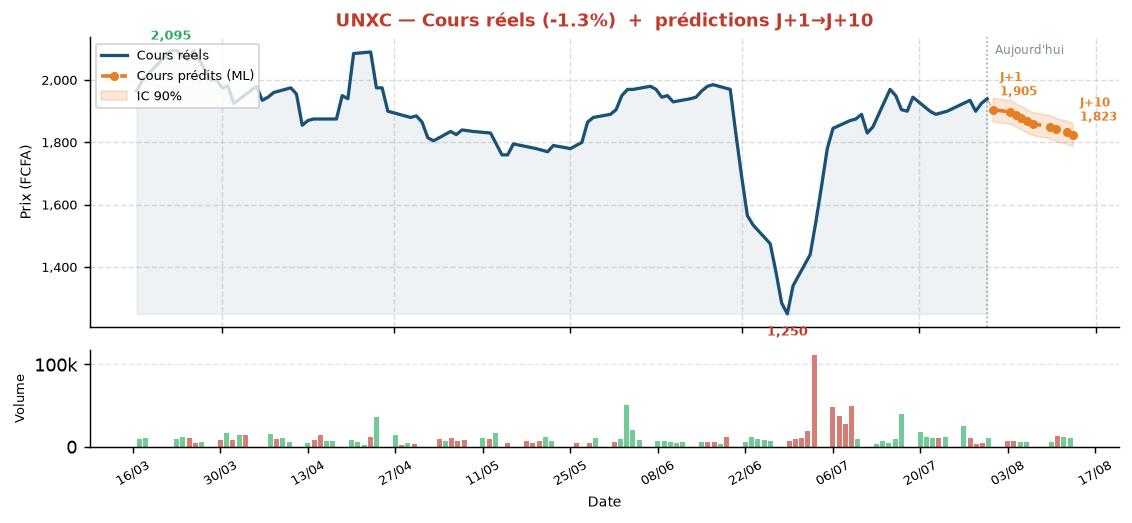 UNXC — Cours réels (-1.3%)  +  prédictions J+1→J+10
2,095
Cours réels
Cours prédits (ML)
IC 90%
Aujourd'hui
J+1
1,905
J+10
1,823
1,250
Prix (FCFA)
2,000
1,800
1,600
1,400
Volume
100k
0
16/03
30/03
13/04
27/04
11/05
25/05
08/06
22/06
06/07
20/07
03/08
17/08
Date